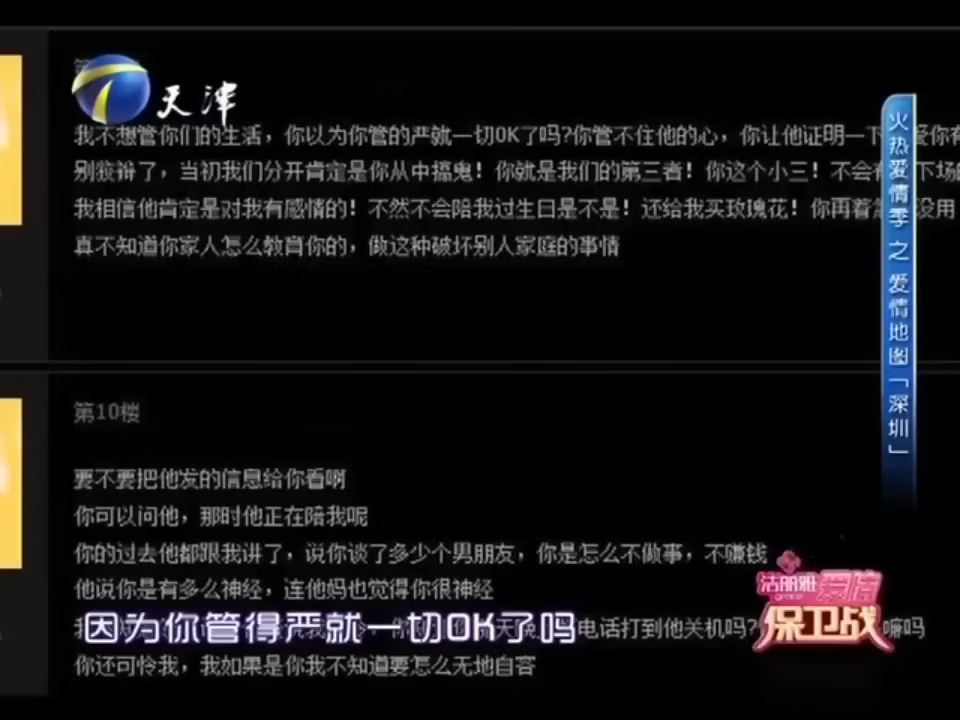 天津
我不想管你们的生活，你以为你管的严就一切OK了吗?你管不住他的心，你让他证明一下 爱你
别狡辩了，当初我们分开肯定是你从中搞鬼！你就是我们的第三者！你这个小三！不会有 下场的
我相信他肯定是对我有感情的！不然不会陪我过生日是不是！还给我买玫瑰花！你再着急 没用
真不知道你家人怎么教育你的，做这种破坏别人家庭的事情
火热爱情季之爱情地图「深圳」
第10楼
要不要把他发的信息给你看啊
你可以问他，那时他正在陪我呢
你的过去他都跟我讲了，说你谈了多少个男朋友，你是怎么不做事，不赚钱
他说你是有多么神经，连他妈也觉得你很神经
电话打到他关机吗? 嘛吗
因为你管得严就一切OK了吗
你还可怜我，我如果是你我不知道要怎么无地自容
洁丽雅爱情
保卫战